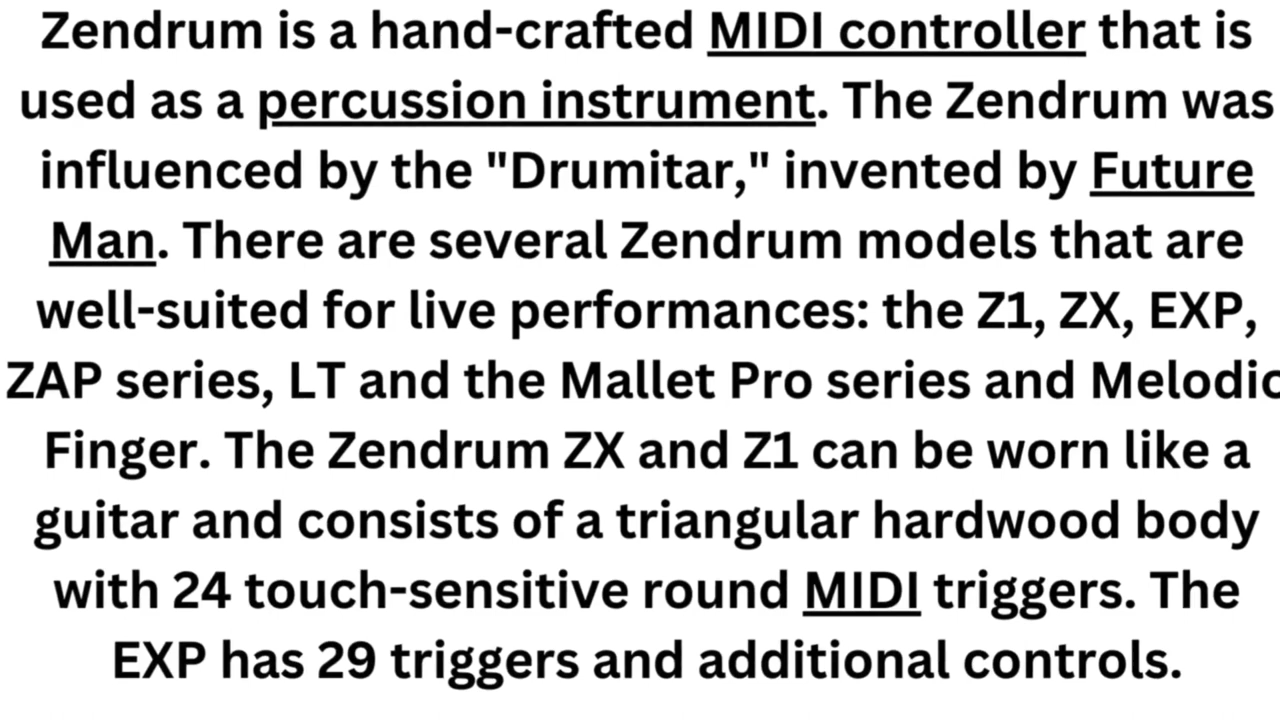 Zendrum is a hand-crafted MIDI controller that is
used as a percussion instrument. The Zendrum was
influenced by the "Drumitar," invented by Future
Man. There are several Zendrum models that are
well-suited for live performances: the Z1, ZX, EXP,
ZAP series, LT and the Mallet Pro series and Melodic
Finger. The Zendrum ZX and Z1 can be worn like a
guitar and consists of a triangular hardwood body
with 24 touch-sensitive round MIDI triggers. The
EXP has 29 triggers and additional controls.